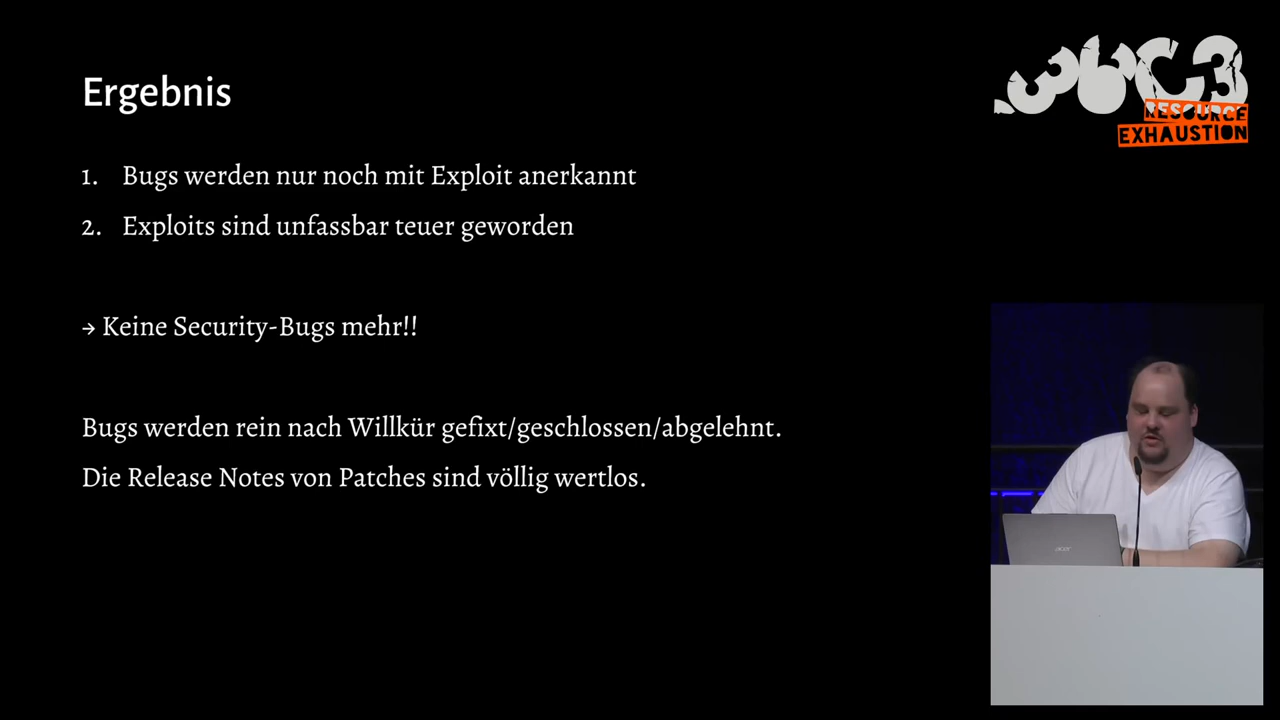 Ergebnis
36C3
RESOURCE
EXHAUSTION
1. Bugs werden nur noch mit Exploit anerkannt
2. Exploits sind unfassbar teuer geworden
→ Keine Security-Bugs mehr!!
Bugs werden rein nach Willkür gefixt/geschlossen/abgelehnt.
Die Release Notes von Patches sind völlig wertlos.
acer